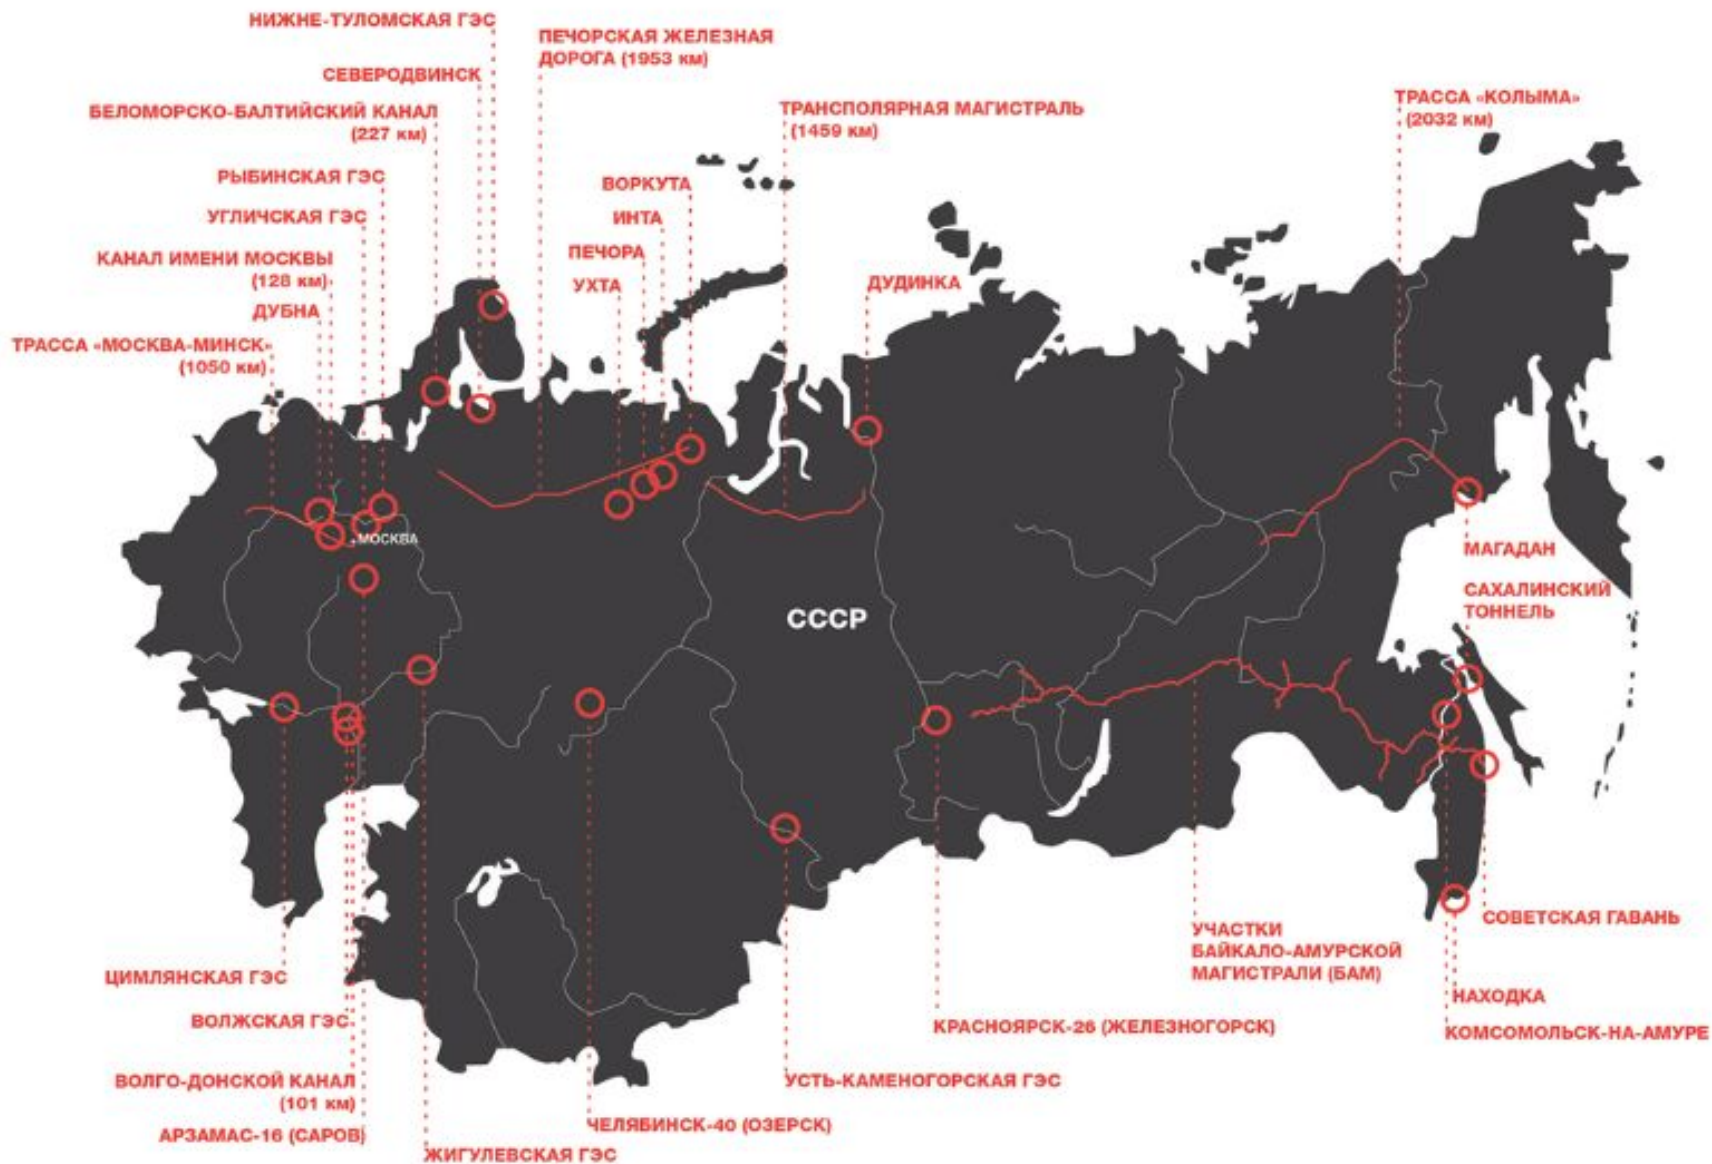 НИЖНЕ-ТУЛОМСКАЯ ГЭС
ПЕЧОРСКАЯ ЖЕЛЕЗНАЯ
ДОРОГА (1953 км)
СЕВЕРОДВИНСК
БЕЛОМОРСКО-БАЛТИЙСКИЙ КАНАЛ
(227 км)
ТРАНСПОЛЯРНАЯ МАГИСТРАЛЬ
(1459 км)
ТРАССА «КОЛЫМА»
(2032 км)
РЫБИНСКАЯ ГЭС
ВОРКУТА
УГЛИЧСКАЯ ГЭС
ИНТА
КАНАЛ ИМЕНИ МОСКВЫ
(128 км)
ПЕЧОРА
УХТА
ДУДИНКА
ДУБНА
ТРАССА «МОСКВА-МИНСК»
(1050 км)
МОСКВА
МАГАДАН
САХАЛИНСКИЙ
ТОННЕЛЬ
СССР
СОВЕТСКАЯ ГАВАНЬ
УЧАСТКИ
БАЙКАЛО-АМУРСКОЙ
МАГИСТРАЛИ (БАМ)
ЦИМЛЯНСКАЯ ГЭС
НАХОДКА
ВОЛЖСКАЯ ГЭС
КРАСНОЯРСК-26 (ЖЕЛЕЗНОГОРСК)
КОМСОМОЛЬСК-НА-АМУРЕ
ВОЛГО-ДОНСКОЙ КАНАЛ
(101 км)
УСТЬ-КАМЕНОГОРСКАЯ ГЭС
АРЗАМАС-16 (САРОВ)
ЧЕЛЯБИНСК-40 (ОЗЕРСК)
ЖИГУЛЕВСКАЯ ГЭС